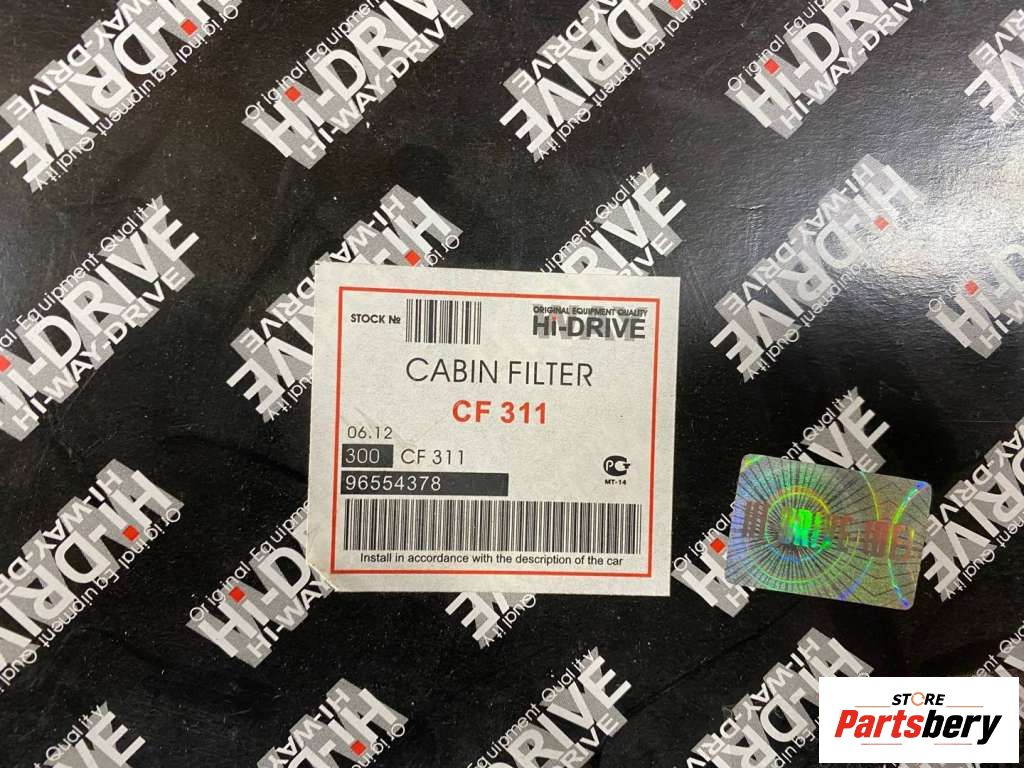 Original Equipment Quality
Hi-DRIVE
HI-WAY-DRIVE
STOCK №
ORIGINAL EQUIPMENT QUALITY
Hi-DRIVE
CABIN FILTER
CF 311
06.12
300 CF 311
96554378
PC
MT-14
Install in accordance with the description of the car
STORE
Partsbery